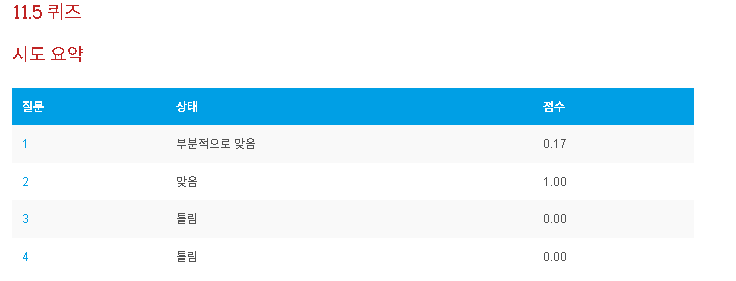 11.5 퀴즈
시도 요약
질문 상태 점수
1 부분적으로 맞음 0.17
2 맞음 1.00
3 틀림 0.00
4 틀림 0.00